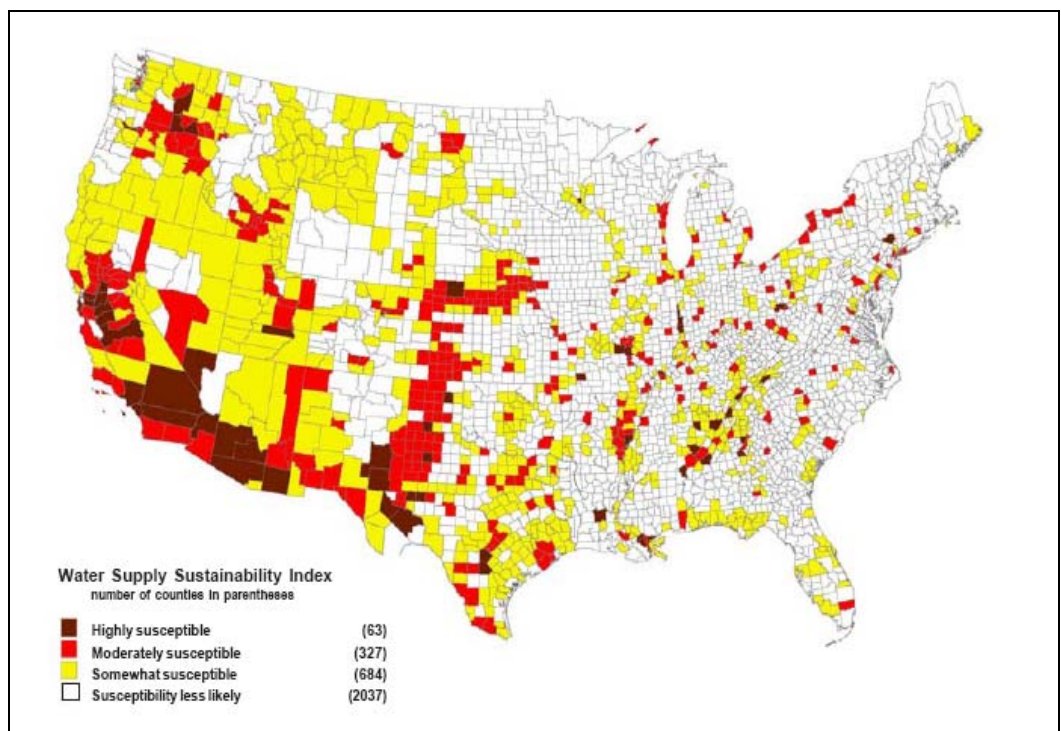 Water Supply Sustainability Index
number of counties in parentheses
Highly susceptible (63)
Moderately susceptible (327)
Somewhat susceptible (684)
Susceptibility less likely (2037)